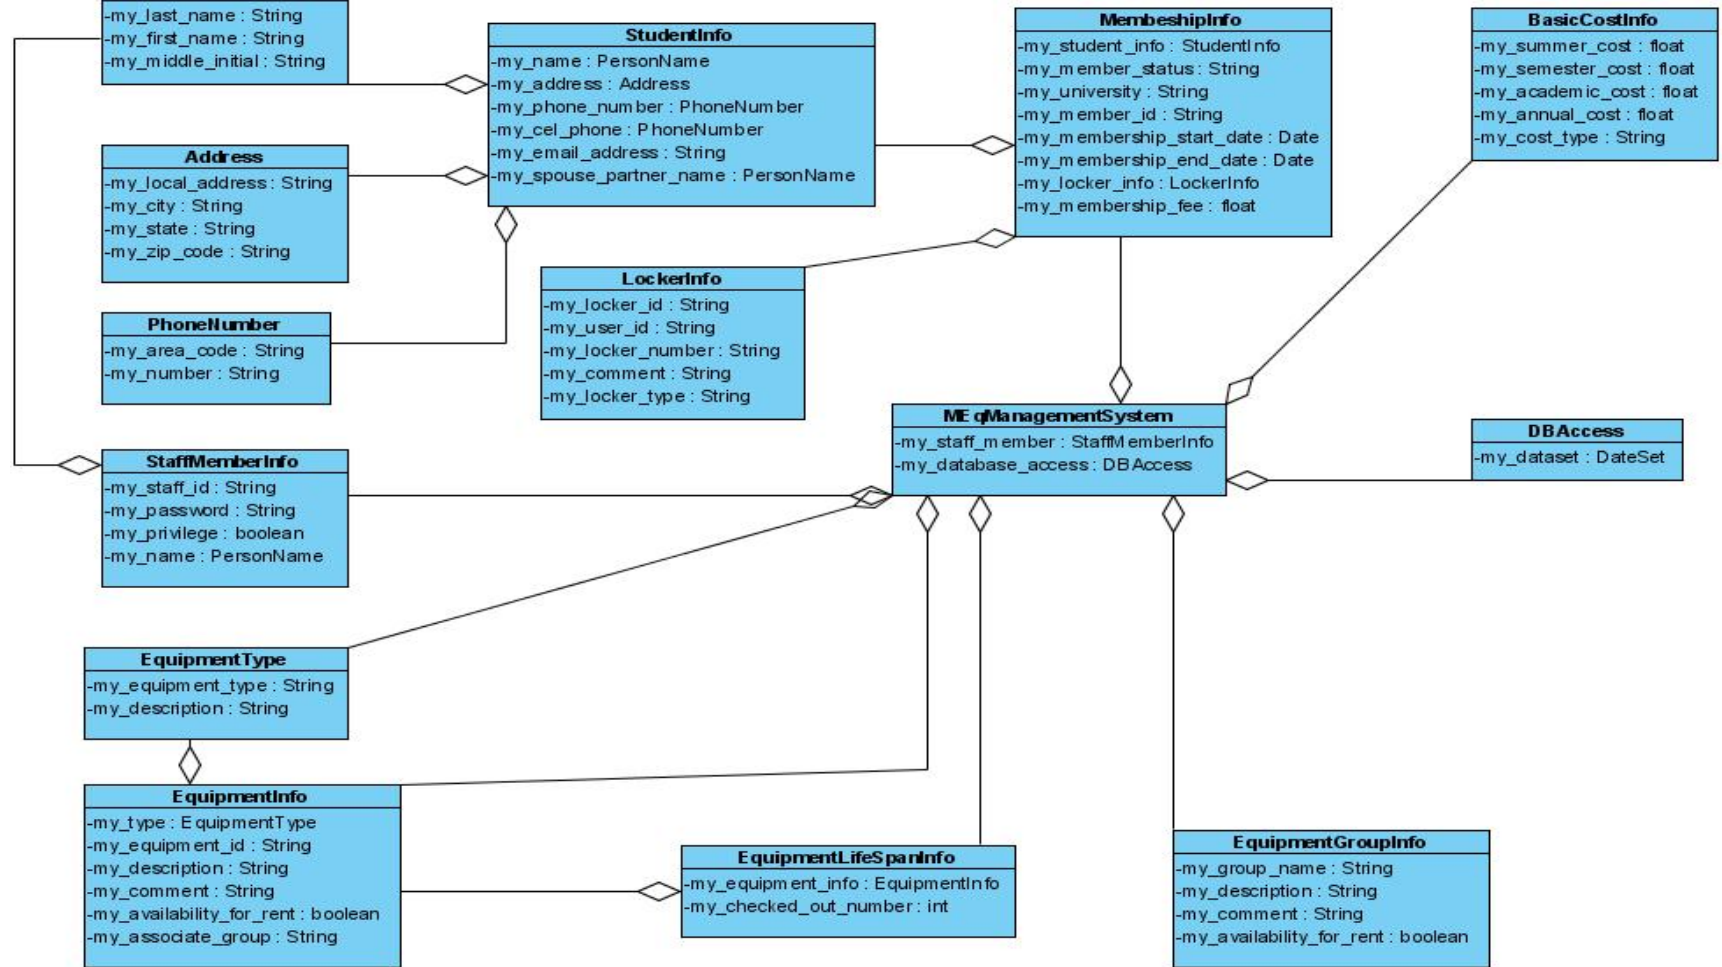 -my_last_name : String
-my_first_name : String
-my_middle_initial : String
StudentInfo
-my_name : PersonName
-my_address : Address
-my_phone_number : PhoneNumber
-my_cel_phone : PhoneNumber
-my_email_address : String
-my_spouse_partner_name : PersonName
MembeshipInfo
-my_student_info : StudentInfo
-my_member_status : String
-my_university : String
-my_member_id : String
-my_membership_start_date : Date
-my_membership_end_date : Date
-my_locker_info : LockerInfo
-my_membership_fee : float
BasicCostInfo
-my_summer_cost : float
-my_semester_cost : float
-my_academic_cost : float
-my_annual_cost : float
-my_cost_type : String
Address
-my_local_address : String
-my_city : String
-my_state : String
-my_zip_code : String
LockerInfo
-my_locker_id : String
-my_user_id : String
-my_locker_number : String
-my_comment : String
-my_locker_type : String
PhoneNumber
-my_area_code : String
-my_number : String
MEqManagementSystem
-my_staff_member : StaffMemberInfo
-my_database_access : DBAccess
DBAccess
-my_dataset : DateSet
StaffMemberInfo
-my_staff_id : String
-my_password : String
-my_privilege : boolean
-my_name : PersonName
EquipmentType
-my_equipment_type : String
-my_description : String
EquipmentInfo
-my_type : EquipmentType
-my_equipment_id : String
-my_description : String
-my_comment : String
-my_availability_for_rent : boolean
-my_associate_group : String
EquipmentLifeSpanInfo
-my_equipment_info : EquipmentInfo
-my_checked_out_number : int
EquipmentGroupInfo
-my_group_name : String
-my_description : String
-my_comment : String
-my_availability_for_rent : boolean